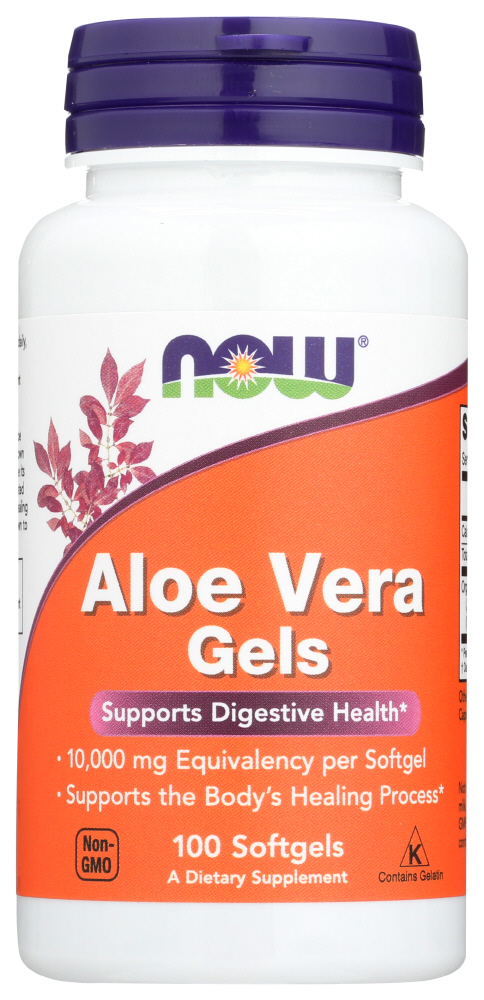 now®
Aloe Vera
Gels
Supports Digestive Health*
• 10,000 mg Equivalency per Softgel
• Supports the Body's Healing Process*
Non-
GMO
100 Softgels
A Dietary Supplement
K
Contains Gelatin